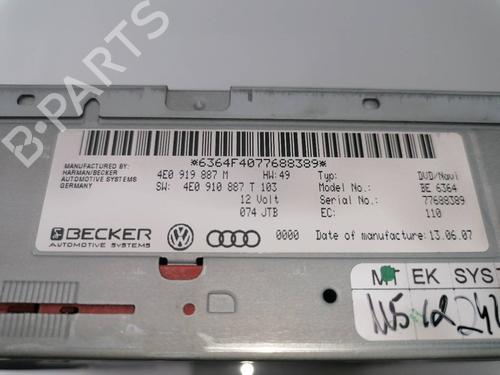 B-PARTS
*6364F4077688389*
MANUFACTURED BY:
HARMAN/BECKER
AUTOMOTIVE SYSTEMS
GERMANY
4E0 919 887 M HW:49 Typ: DVD/Navi
SW: 4E0 910 887 T 103 Model No.: BE 6364
12 Volt Serial No.: 77688389
074 JTB EC: 110
BECKER
AUTOMOTIVE SYSTEMS
0000 Date of manufacture: 13.06.07
EK SYST